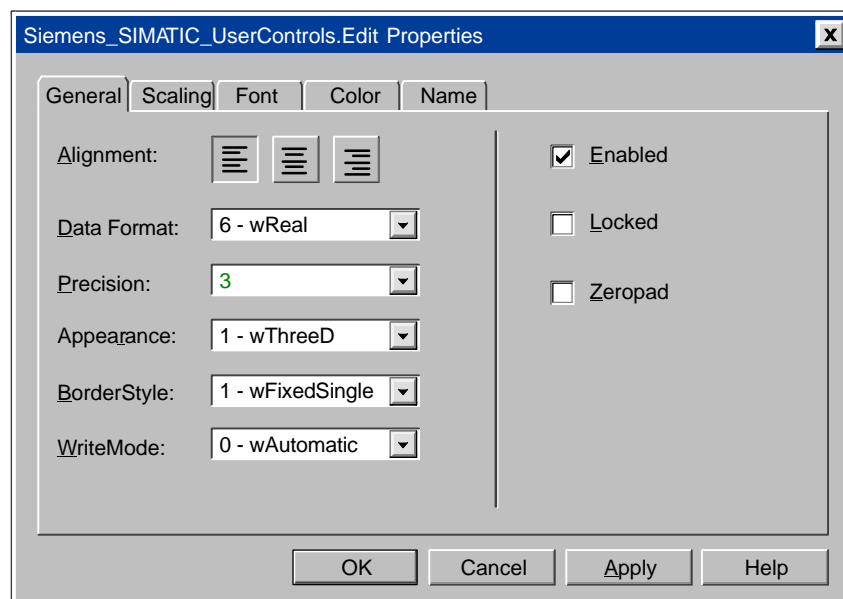 Siemens_SIMATIC_UserControls.Edit Properties
General Scaling Font Color Name
Alignment:
Enabled
Data Format: 6 - wReal
Locked
Precision: 3
Zeropad
Appearance: 1 - wThreeD
BorderStyle: 1 - wFixedSingle
WriteMode: 0 - wAutomatic
OK Cancel Apply Help